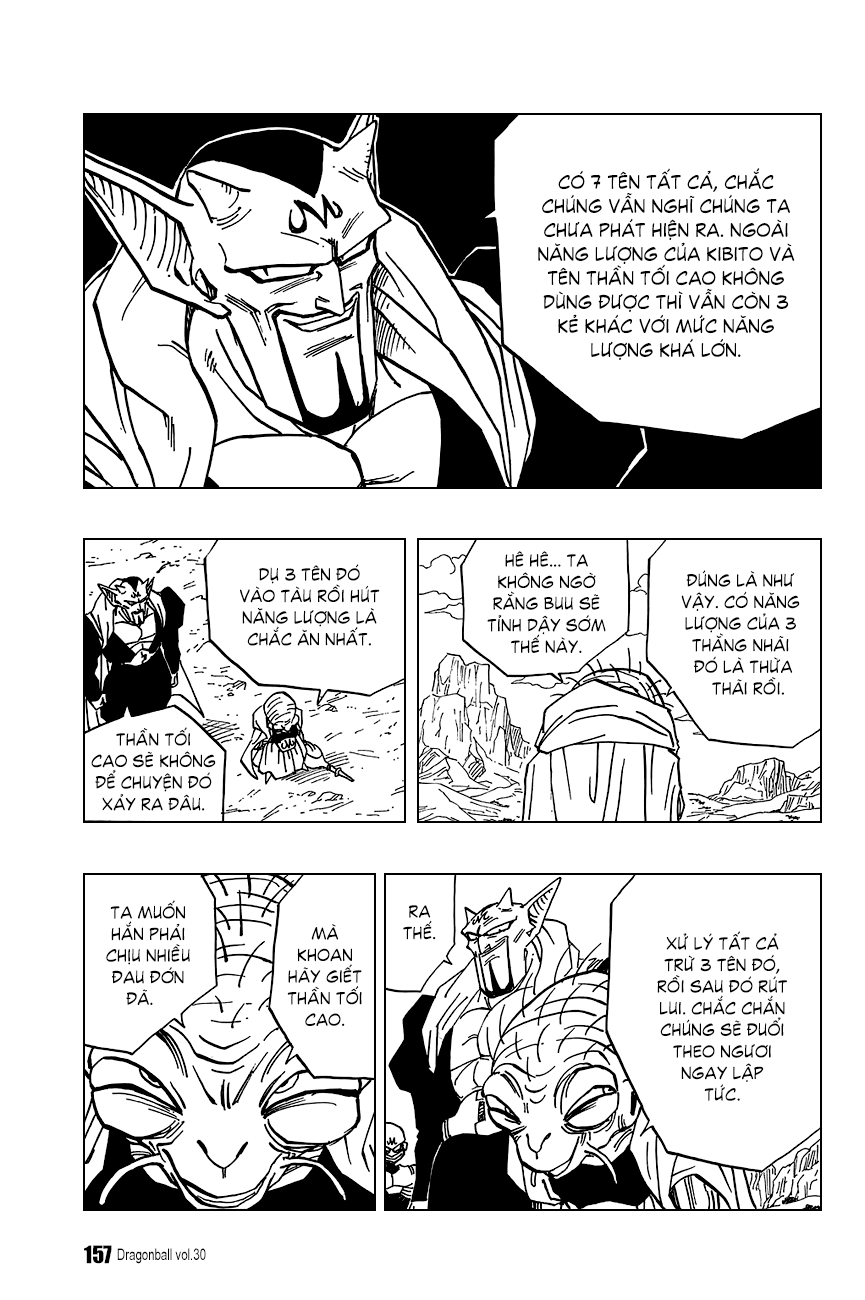 CÓ 7 TÊN TẤT CẢ, CHẮC
CHÚNG VẪN NGHĨ CHÚNG TA
CHƯA PHÁT HIỆN RA. NGOÀI
NĂNG LƯỢNG CỦA KIBITO VÀ
TÊN THẦN TỐI CAO KHÔNG
DÙNG ĐƯỢC THÌ VẪN CÒN 3
KẺ KHÁC VỚI MỨC NĂNG
LƯỢNG KHÁ LỚN.
ĐÚNG LÀ NHƯ
VẬY. CÓ NĂNG
LƯỢNG CỦA 3
THẰNG NHÃI
ĐÓ LÀ THỪA
THÃI RỒI.
HÊ HÊ... TA
KHÔNG NGỜ
RẰNG BUU SẼ
TỈNH DẬY SỚM
THẾ NÀY.
DỤ 3 TÊN ĐÓ
VÀO TÀU RỒI HÚT
NĂNG LƯỢNG LÀ
CHẮC ĂN NHẤT.
THẦN TỐI
CAO SẼ KHÔNG
ĐỂ CHUYỆN ĐÓ
XẢY RA ĐÂU.
XỬ LÝ TẤT CẢ
TRỪ 3 TÊN ĐÓ,
RỒI SAU ĐÓ RÚT
LUI. CHẮC CHẮN
CHÚNG SẼ ĐUỔI
THEO NGƯƠI
NGAY LẬP
TỨC.
RA
THẾ.
MÀ
KHOAN
HÃY GIẾT
THẦN TỐI
CAO.
TA MUỐN
HẮN PHẢI
CHỊU NHIỀU
ĐAU ĐỚN
ĐÃ.
157 Dragonball vol.30